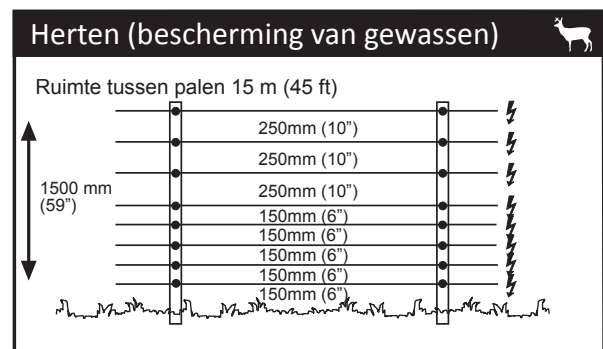 Herten (bescherming van gewassen)
Ruimte tussen palen 15 m (45 ft)
250mm (10”)
250mm (10”)
1500 mm
(59”)
250mm (10”)
150mm (6”)
150mm (6”)
150mm (6”)
150mm (6”)
150mm (6”)